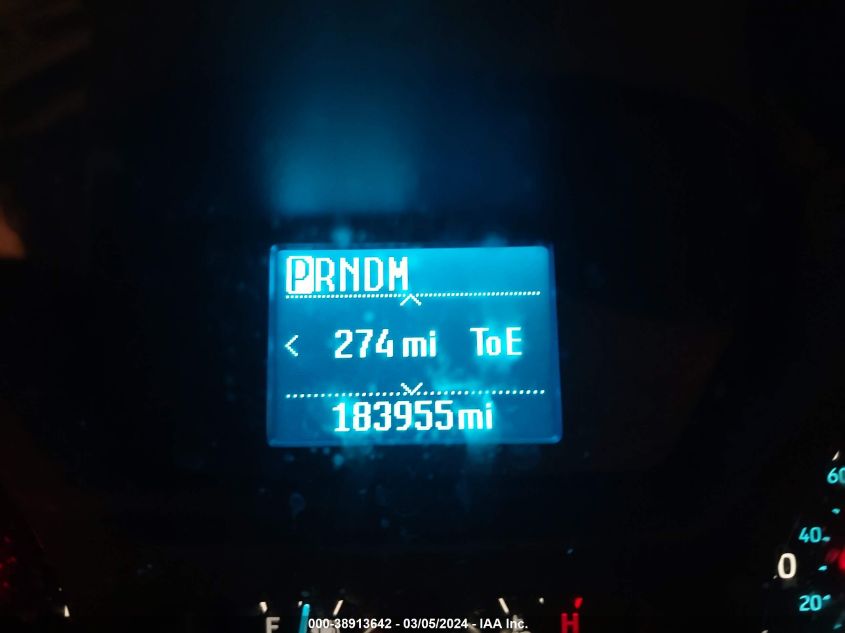 PRNDM
< 274 mi ToE
183955mi
60
40
0
20
F
H
000-38913642 - 03/05/2024 - IAA Inc.